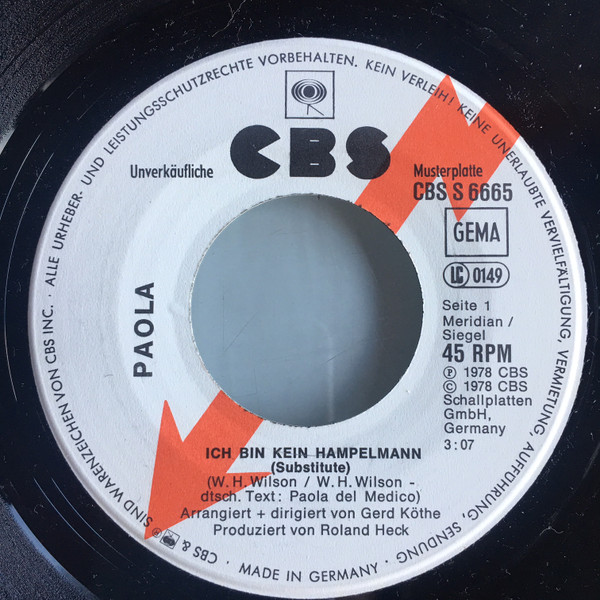 ALLE URHEBER- UND LEISTUNGSSCHUTZRECHTE VORBEHALTEN. KEIN VERLEIH! KEINE UNERLAUBTE VERVIELFÄLTIGUNG, VERMIETUNG, AUFFÜHRUNG, SENDUNG
CBS
Unverkäufliche
Musterplatte
CBS S 6665
GEMA
LC 0149
PAOLA
Seite 1
Meridian /
Siegel
45 RPM
Ⓟ 1978 CBS
© 1978 CBS
Schallplatten
GmbH,
Germany
3:07
ICH BIN KEIN HAMPELMANN
(Substitute)
(W. H. Wilson / W. H. Wilson -
dtsch. Text: Paola del Medico)
Arrangiert + dirigiert von Gerd Köthe
Produziert von Roland Heck
CBS & SIND WARENZEICHEN VON CBS INC. ·
MADE IN GERMANY ·